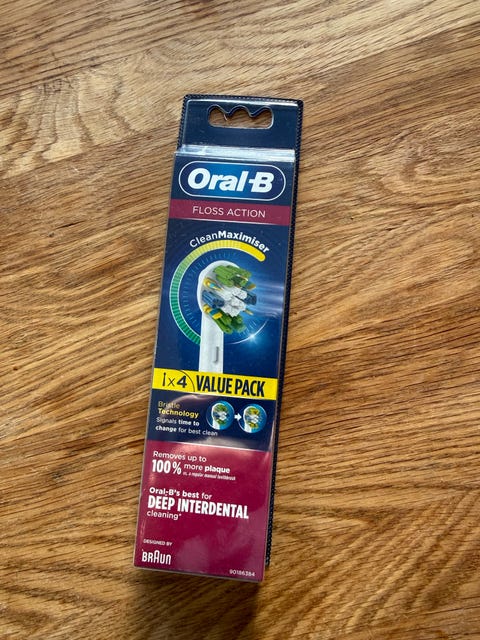 Oral-B
FLOSS ACTION
CleanMaximiser
1x4 VALUE PACK
Bristle
Technology
Signals time to
change for best clean
Removes up to
100% more plaque
vs. a regular manual toothbrush
Oral-B's best for
DEEP INTERDENTAL
cleaning*
DESIGNED BY
BRAUN
90186384